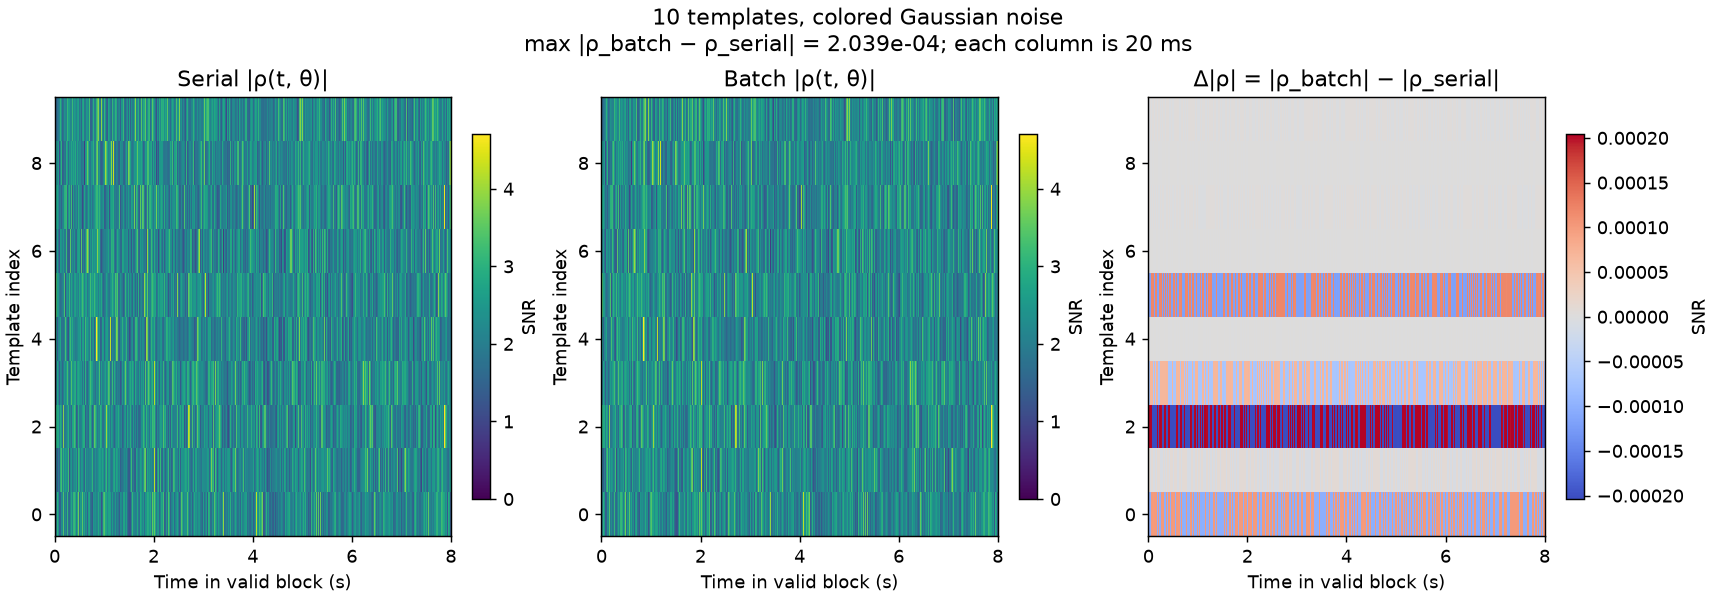 10 templates, colored Gaussian noise
max |ρ_batch − ρ_serial| = 2.039e-04; each column is 20 ms
Serial |ρ(t, θ)|
Template index
8
6
4
2
0
0 2 4 6 8
Time in valid block (s)
4
3
2
1
0
SNR
Batch |ρ(t, θ)|
Template index
8
6
4
2
0
0 2 4 6 8
Time in valid block (s)
4
3
2
1
0
SNR
Δ|ρ| = |ρ_batch| − |ρ_serial|
Template index
8
6
4
2
0
0 2 4 6 8
Time in valid block (s)
0.00020
0.00015
0.00010
0.00005
0.00000
−0.00005
−0.00010
−0.00015
−0.00020
SNR